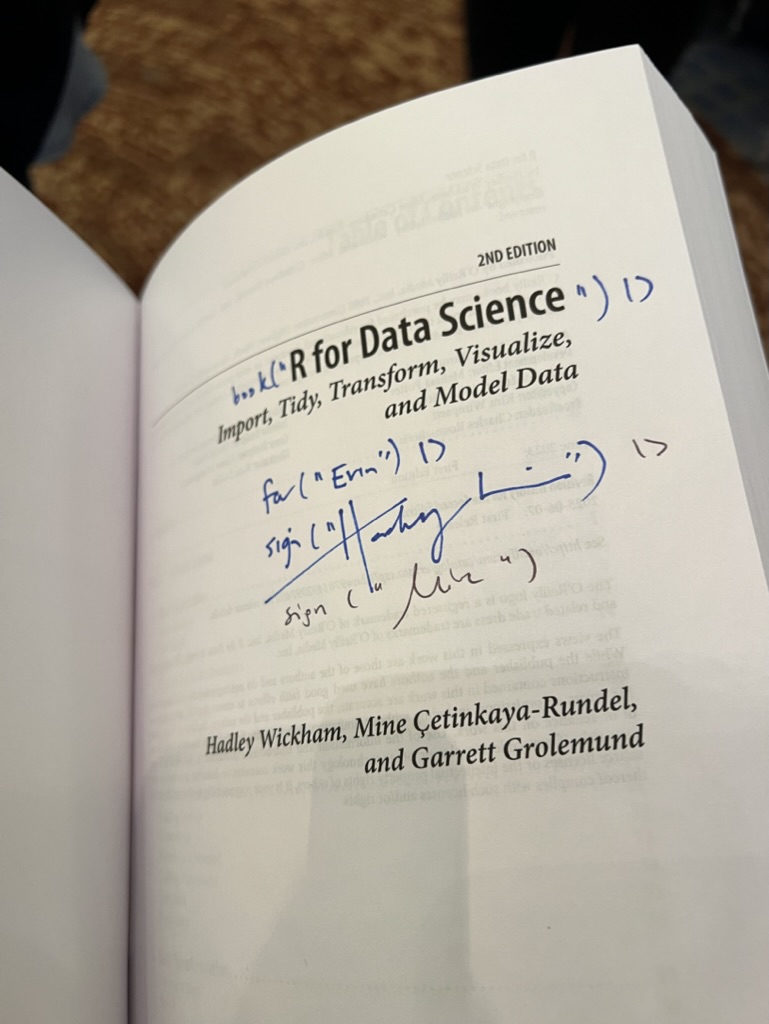 2ND EDITION
book("R for Data Science") |>
Import, Tidy, Transform, Visualize,
and Model Data
for("Erin") |>
sign("Hadley Wickham") |>
sign("Mine")
Hadley Wickham, Mine Çetinkaya-Rundel,
and Garrett Grolemund